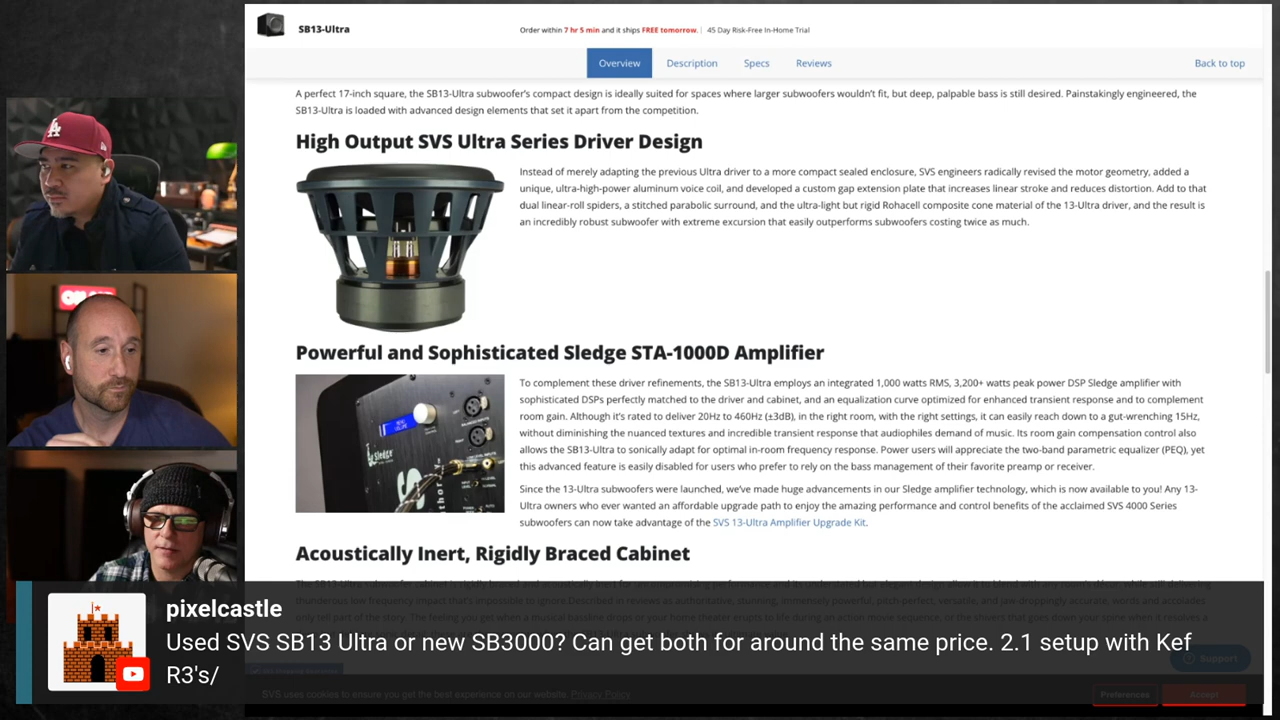 SB13-Ultra
Order within 7 hr 5 min and it ships FREE tomorrow. | 45 Day Risk-Free In-Home Trial
Overview
Description
Specs
Reviews
Back to top
A perfect 17-inch square, the SB13-Ultra subwoofer's compact design is ideally suited for spaces where larger subwoofers wouldn't fit, but deep, palpable bass is still desired. Painstakingly engineered, the
SB13-Ultra is loaded with advanced design elements that set it apart from the competition.
High Output SVS Ultra Series Driver Design
Instead of merely adapting the previous Ultra driver to a more compact sealed enclosure, SVS engineers radically revised the motor geometry, added a
unique, ultra-high-power aluminum voice coil, and developed a custom gap extension plate that increases linear stroke and reduces distortion. Add to that
dual linear-roll spiders, a stitched parabolic surround, and the ultra-light but rigid Rohacell composite cone material of the 13-Ultra driver, and the result is
an incredibly robust subwoofer with extreme excursion that easily outperforms subwoofers costing twice as much.
Powerful and Sophisticated Sledge STA-1000D Amplifier
To complement these driver refinements, the SB13-Ultra employs an integrated 1,000 watts RMS, 3,200+ watts peak power DSP Sledge amplifier with
sophisticated DSPs perfectly matched to the driver and cabinet, and an equalization curve optimized for enhanced transient response and to complement
room gain. Although it's rated to deliver 20Hz to 460Hz (±3dB), in the right room, with the right settings, it can easily reach down to a gut-wrenching 15Hz,
without diminishing the nuanced textures and incredible transient response that audiophiles demand of music. Its room gain compensation control also
allows the SB13-Ultra to sonically adapt for optimal in-room frequency response. Power users will appreciate the two-band parametric equalizer (PEQ), yet
this advanced feature is easily disabled for users who prefer to rely on the bass management of their favorite preamp or receiver.
Since the 13-Ultra subwoofers were launched, we've made huge advancements in our Sledge amplifier technology, which is now available to you! Any 13-
Ultra owners who ever wanted an affordable upgrade path to enjoy the amazing performance and control benefits of the acclaimed SVS 4000 Series
subwoofers can now take advantage of the SVS 13-Ultra Amplifier Upgrade Kit.
Acoustically Inert, Rigidly Braced Cabinet
pixelcastle
Used SVS SB13 Ultra or new SB3000? Can get both for around the same price. 2.1 setup with Kef
R3's/
Support
SVS uses cookies to ensure you get the best experience on our website. Privacy Policy
Preferences
Accept